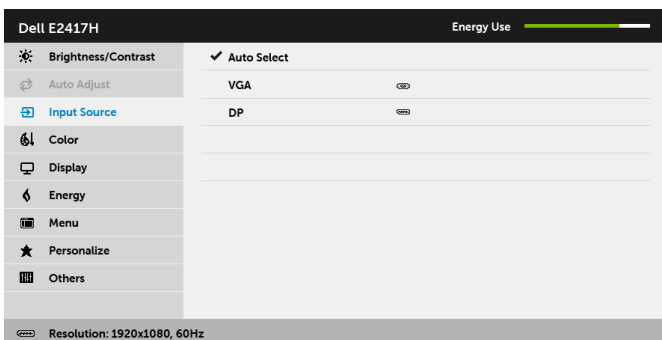 Dell E2417H Energy Use
Brightness/Contrast Auto Select
Auto Adjust VGA
Input Source DP
Color
Display
Energy
Menu
Personalize
Others
Resolution: 1920x1080, 60Hz